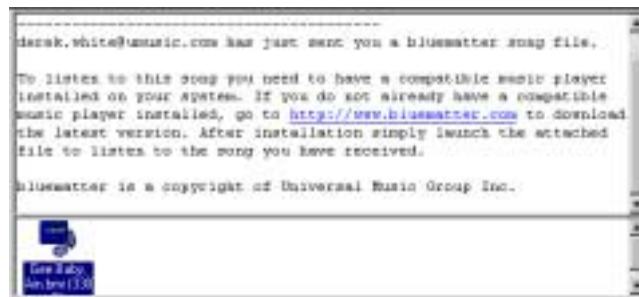 ----------------------------------------
derek.white@umusic.com has just sent you a bluematter song file.
To listen to this song you need to have a compatible music player
installed on your system. If you do not already have a compatible
music player installed, go to http://www.bluematter.com to download
the latest version. After installation simply launch the attached
file to listen to the song you have received.
bluematter is a copyright of Universal Music Group Inc.
Gee Baby,